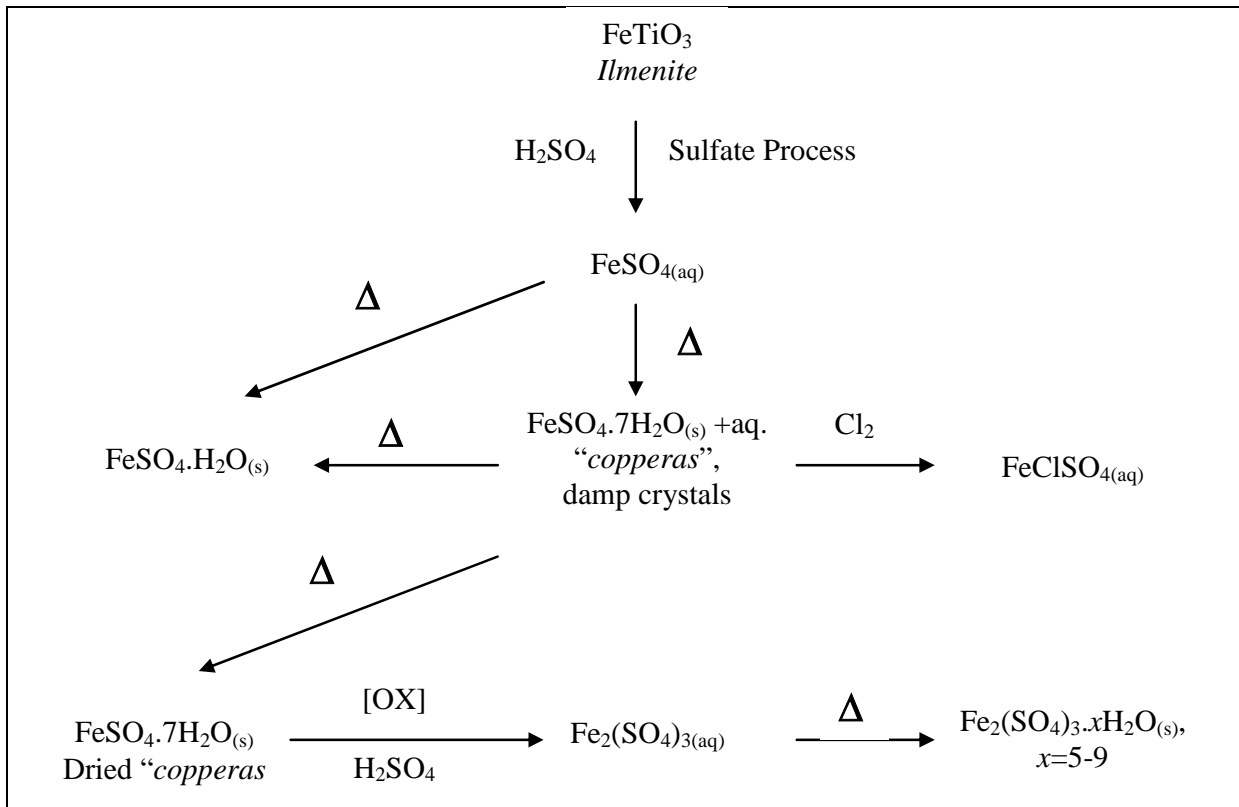 FeTiO₃
Ilmenite
H₂SO₄ Sulfate Process
FeSO₄₍ₐq₎
Δ
Δ
FeSO₄.7H₂O₍ₛ₎ +aq.
“copperas”,
damp crystals
Δ
Cl₂
FeSO₄.H₂O₍ₛ₎
FeClSO₄₍ₐq₎
Δ
[OX]
H₂SO₄
Δ
FeSO₄.7H₂O₍ₛ₎
Dried “copperas
Fe₂(SO₄)₃₍ₐq₎
Fe₂(SO₄)₃.xH₂O₍ₛ₎,
x=5-9